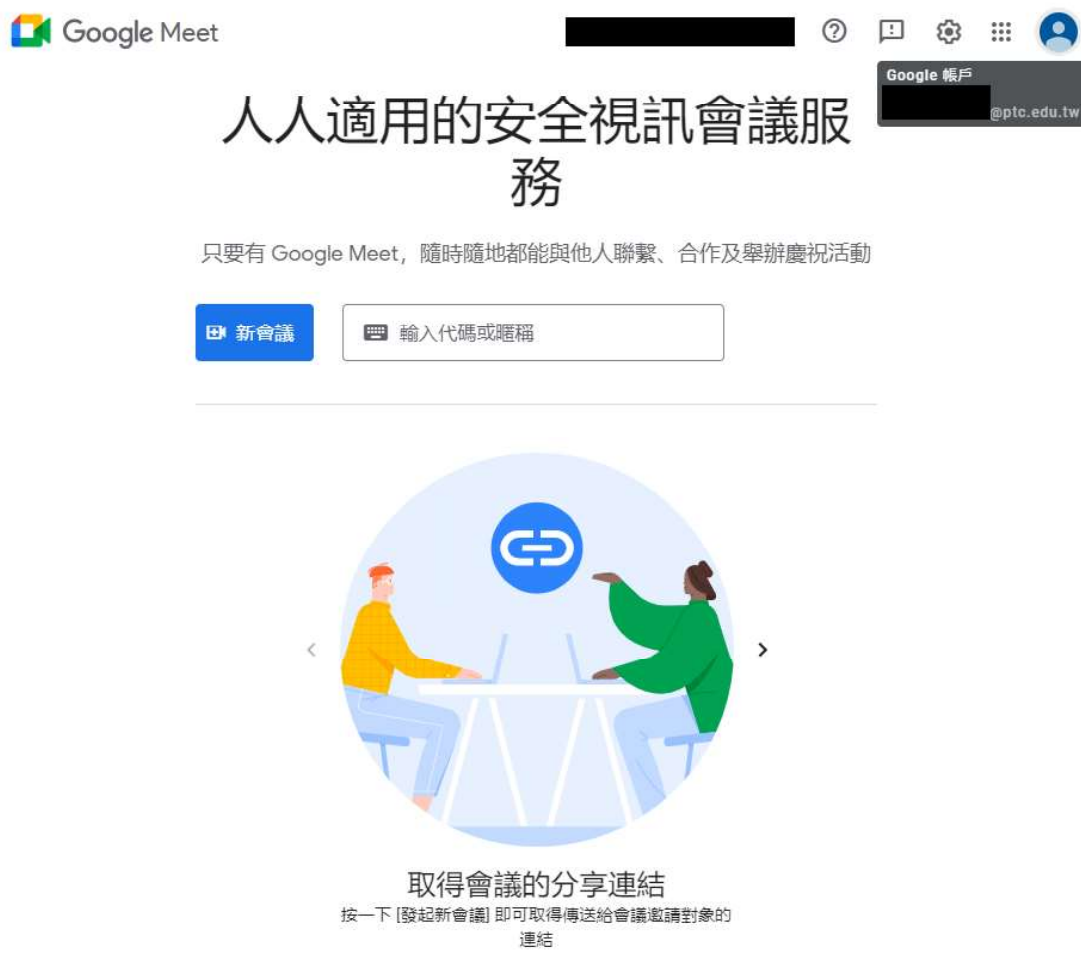 Google Meet
Google 帳戶
@ptc.edu.tw
人人適用的安全視訊會議服
務
只要有 Google Meet，隨時隨地都能與他人聯繫、合作及舉辦慶祝活動
新會議
輸入代碼或暱稱
取得會議的分享連結
按一下 [發起新會議] 即可取得傳送給會議邀請對象的
連結